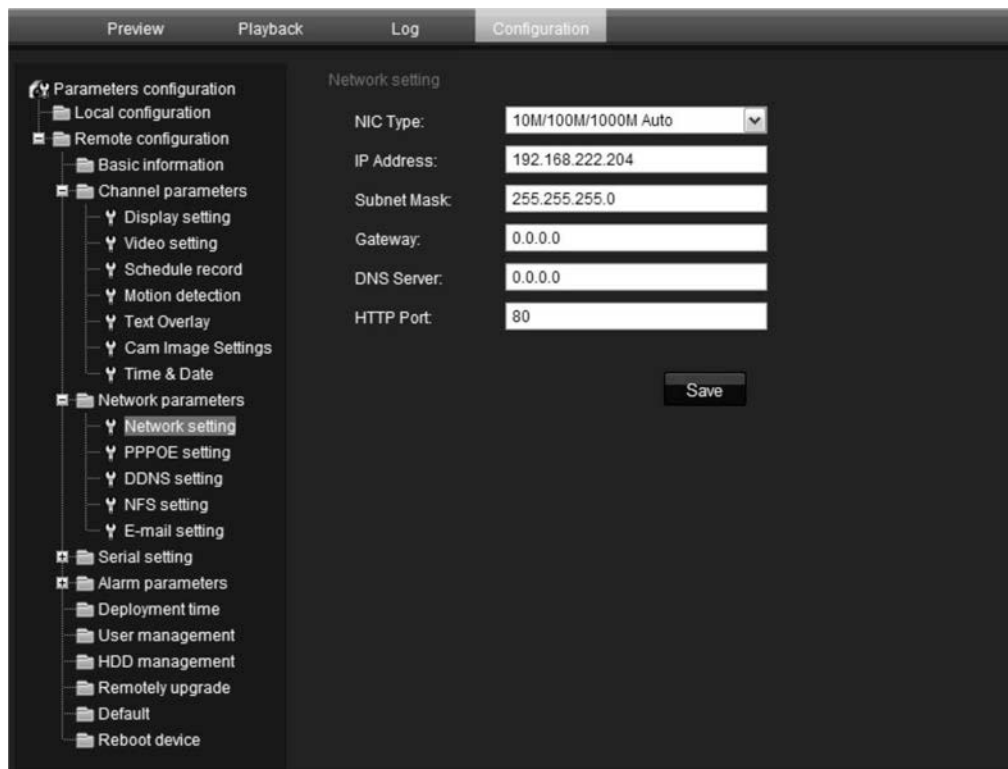 Preview Playback Log Configuration
Parameters configuration
Local configuration
Remote configuration
Basic information
Channel parameters
Display setting
Video setting
Schedule record
Motion detection
Text Overlay
Cam Image Settings
Time & Date
Network parameters
Network setting
PPPOE setting
DDNS setting
NFS setting
E-mail setting
Serial setting
Alarm parameters
Deployment time
User management
HDD management
Remotely upgrade
Default
Reboot device
Network setting
NIC Type: 10M/100M/1000M Auto
IP Address: 192.168.222.204
Subnet Mask: 255.255.255.0
Gateway: 0.0.0.0
DNS Server: 0.0.0.0
HTTP Port: 80
Save